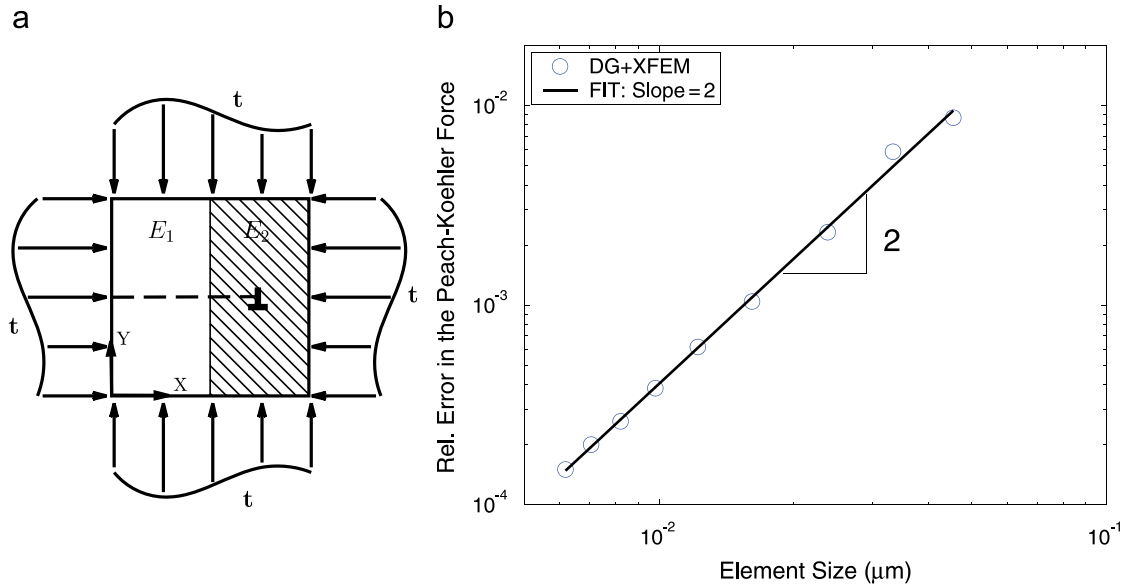 a
t
E₁
E₂
t
t
Y
X
t
b
Rel. Error in the Peach-Koehler Force
DG+XFEM
FIT: Slope=2
2
10⁻²
10⁻³
10⁻⁴
10⁻²
10⁻¹
Element Size (μm)